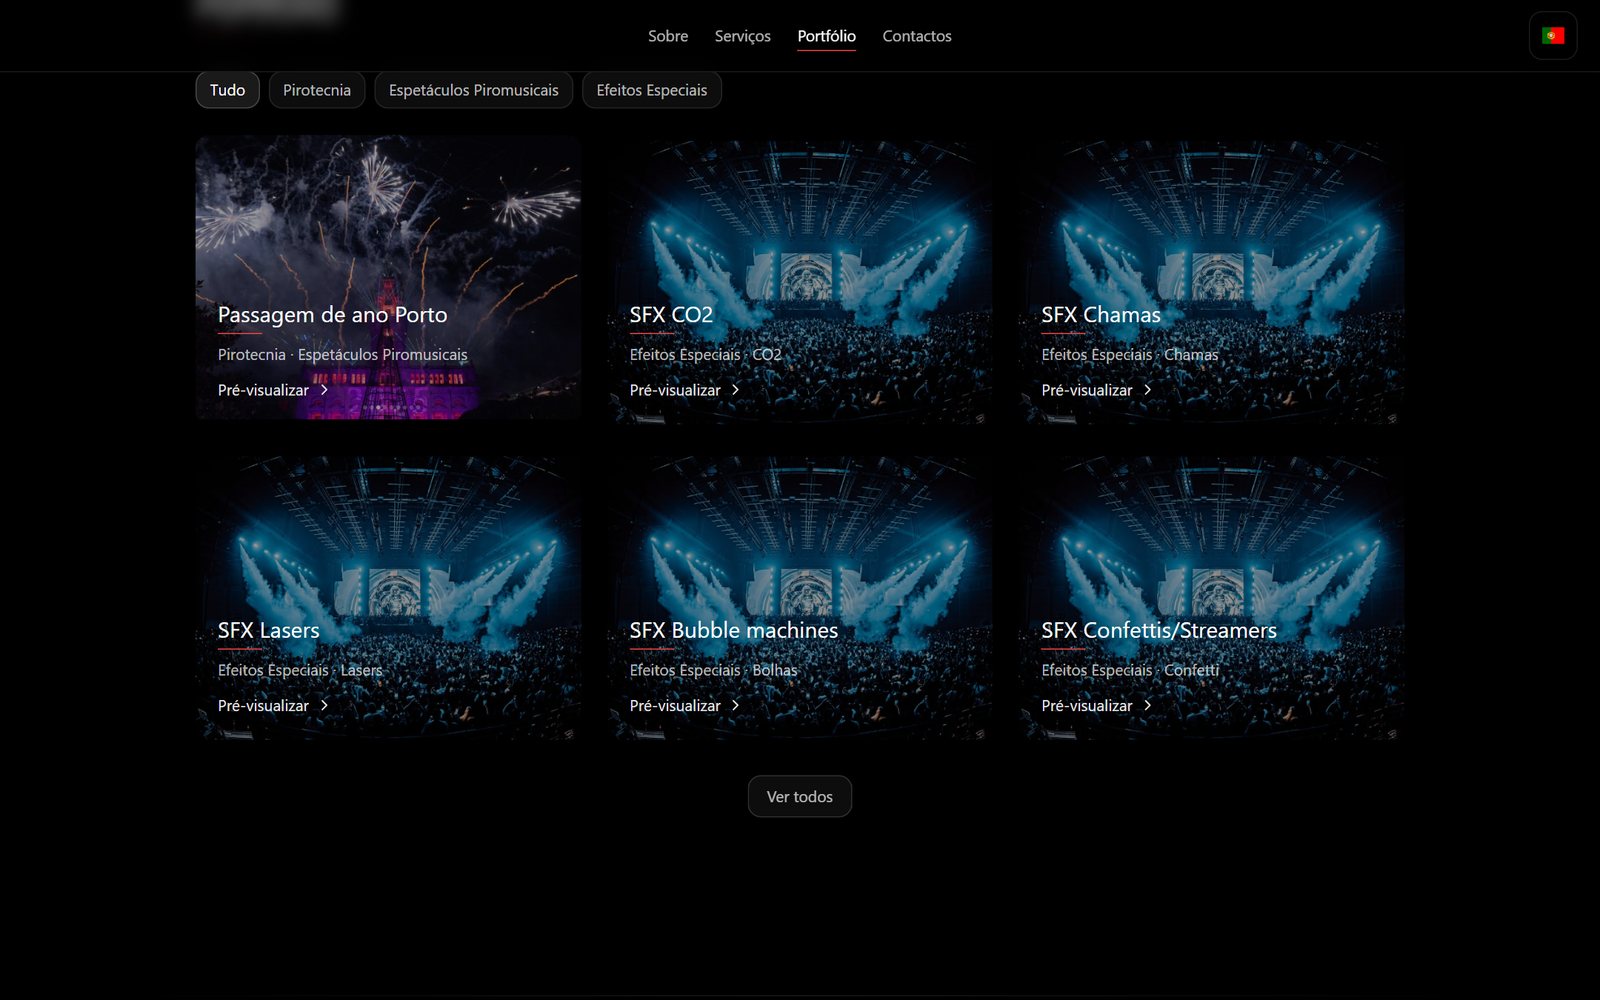 Sobre Serviços Portfólio Contactos
Tudo Pirotecnia Espetáculos Piromusicais Efeitos Especiais
Passagem de ano Porto
Pirotecnia · Espetáculos Piromusicais
Pré-visualizar
SFX CO2
Efeitos Especiais · CO2
Pré-visualizar
SFX Chamas
Efeitos Especiais · Chamas
Pré-visualizar
SFX Lasers
Efeitos Especiais · Lasers
Pré-visualizar
SFX Bubble machines
Efeitos Especiais · Bolhas
Pré-visualizar
SFX Confettis/Streamers
Efeitos Especiais · Confetti
Pré-visualizar
Ver todos